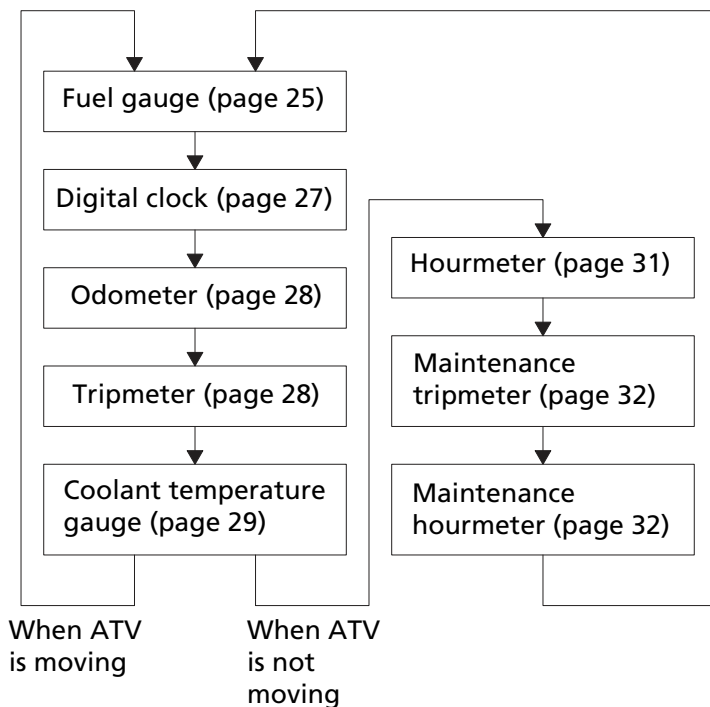 Fuel gauge (page 25)
Digital clock (page 27)
Odometer (page 28)
Tripmeter (page 28)
Coolant temperature
gauge (page 29)
When ATV
is moving
When ATV
is not
moving
Hourmeter (page 31)
Maintenance
tripmeter (page 32)
Maintenance
hourmeter (page 32)